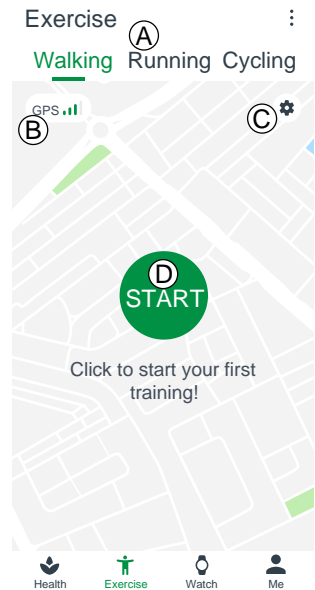 Exercise
A
Walking Running Cycling
GPS
B
C
D
START
Click to start your first
training!
Health Exercise Watch Me